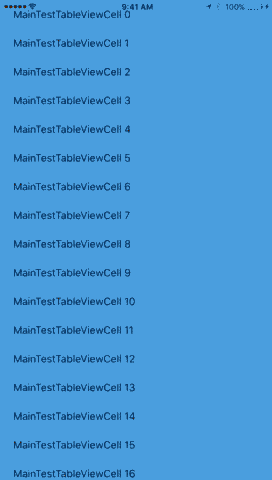 9:41 AM 100%
MainTestTableViewCell 0
MainTestTableViewCell 1
MainTestTableViewCell 2
MainTestTableViewCell 3
MainTestTableViewCell 4
MainTestTableViewCell 5
MainTestTableViewCell 6
MainTestTableViewCell 7
MainTestTableViewCell 8
MainTestTableViewCell 9
MainTestTableViewCell 10
MainTestTableViewCell 11
MainTestTableViewCell 12
MainTestTableViewCell 13
MainTestTableViewCell 14
MainTestTableViewCell 15
MainTestTableViewCell 16